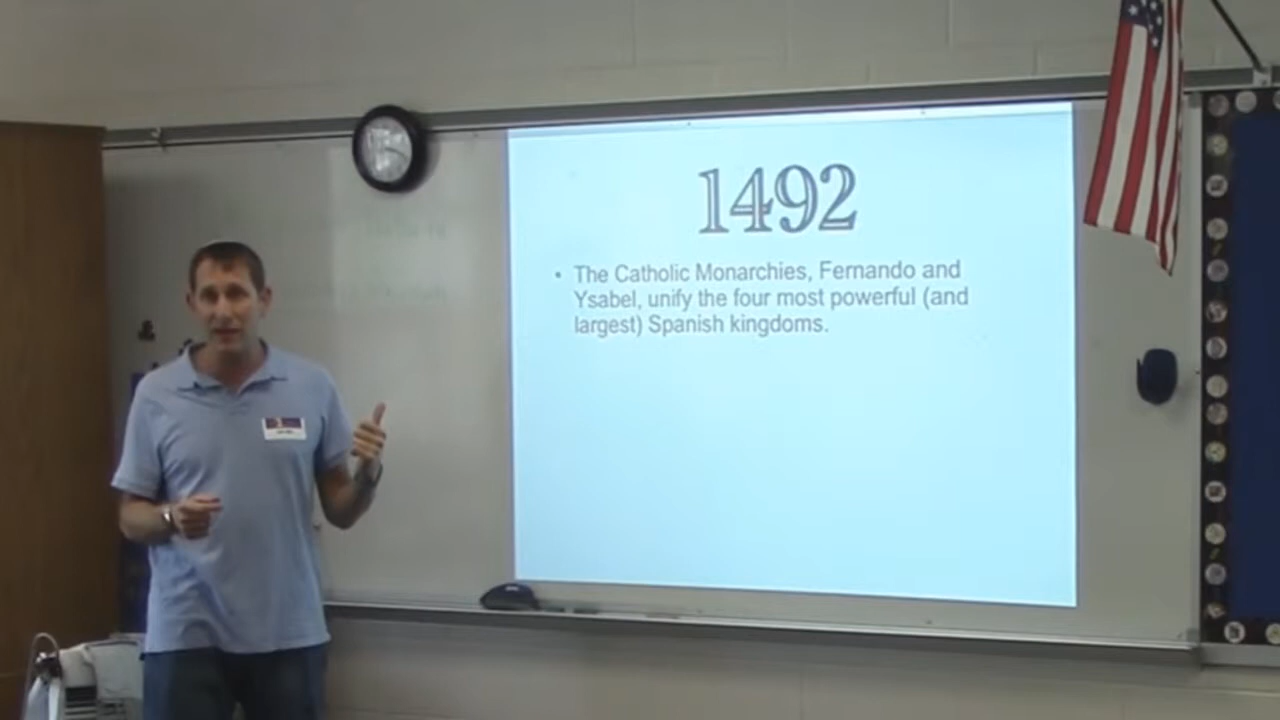 1492
• The Catholic Monarchies, Fernando and
Ysabel, unify the four most powerful (and
largest) Spanish kingdoms.